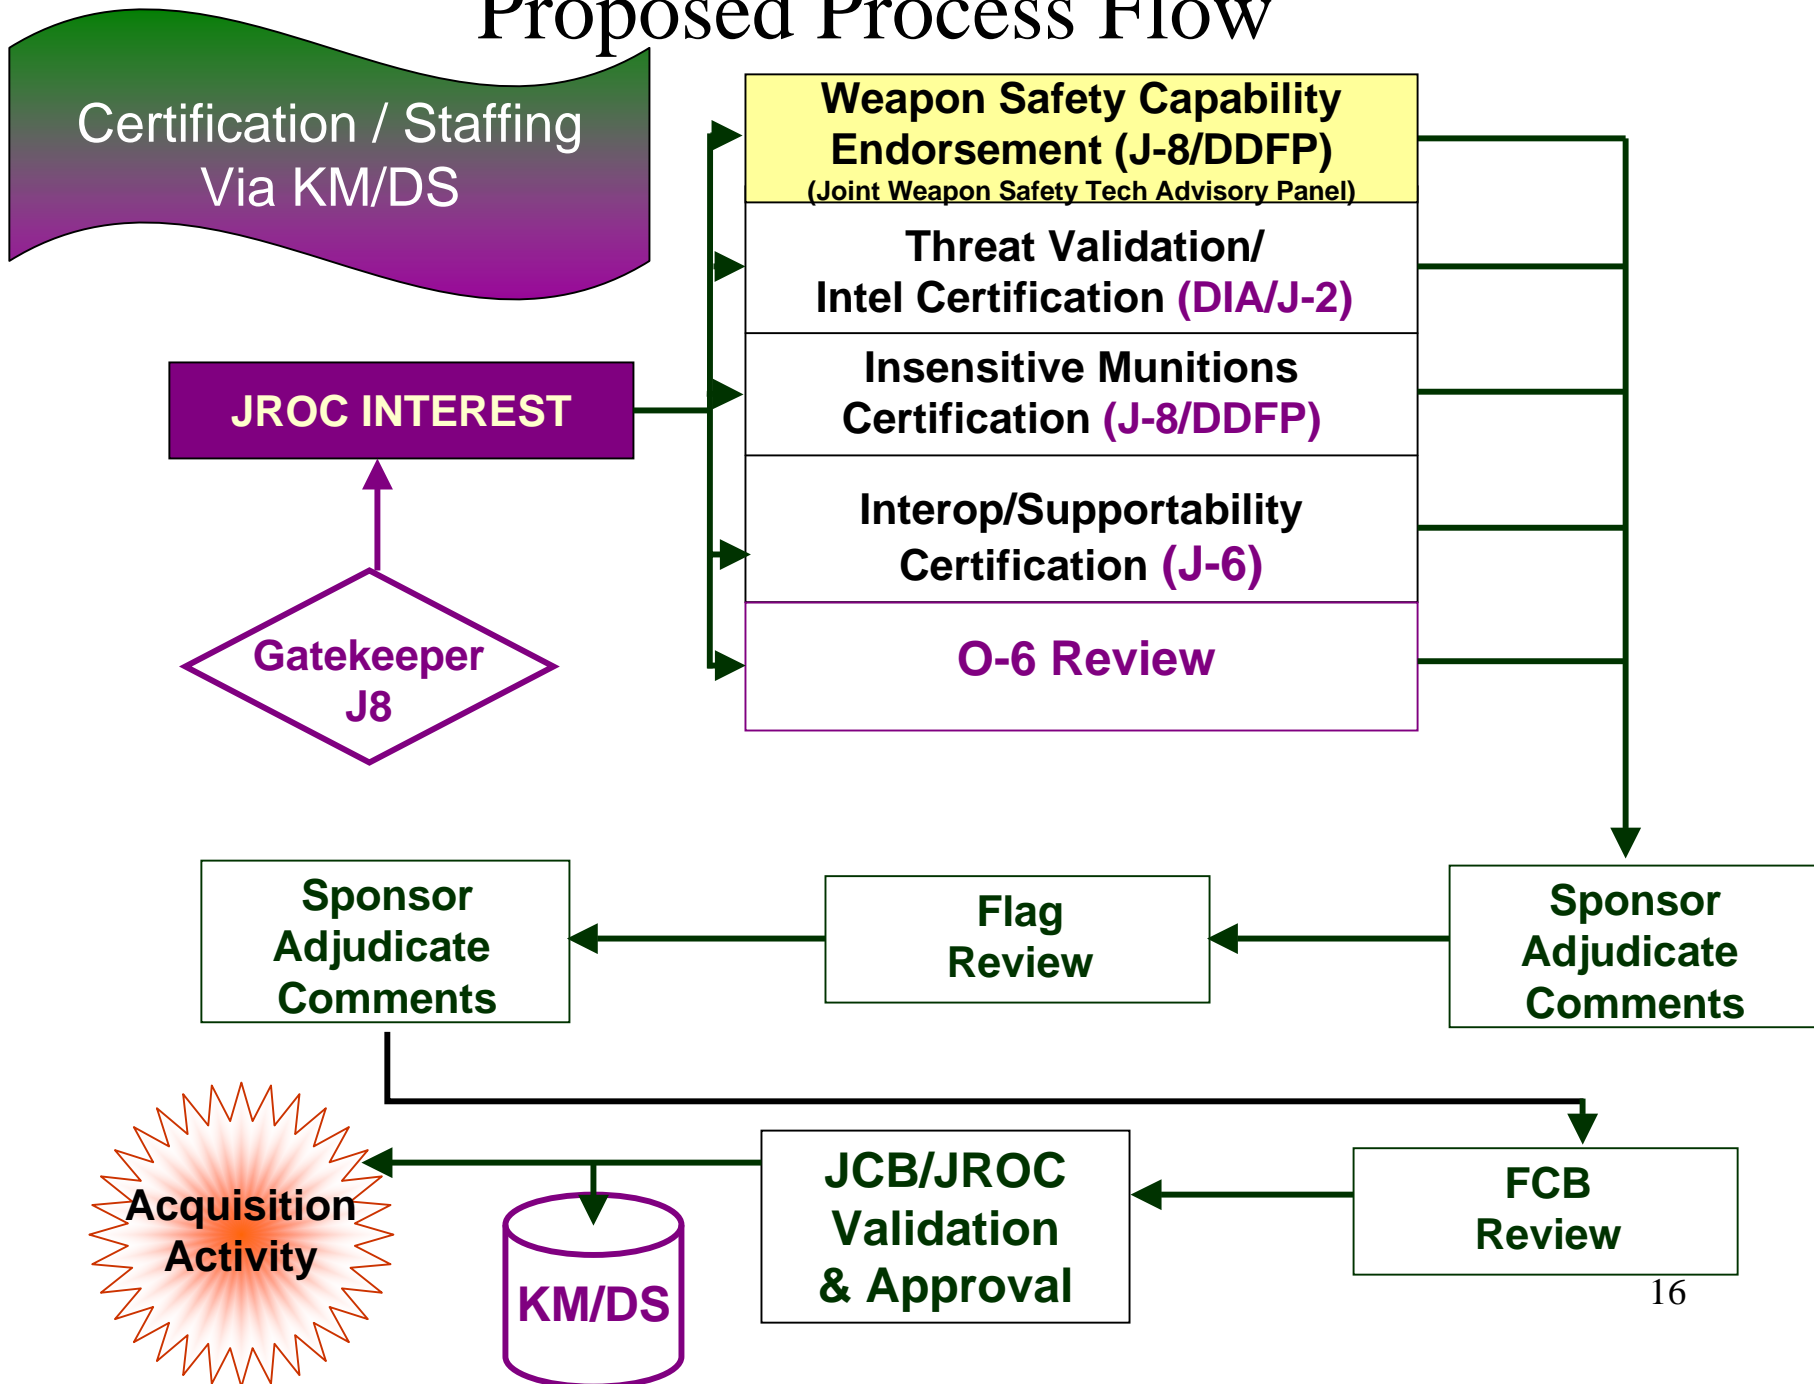 Proposed Process Flow
Certification / Staffing
Via KM/DS
Weapon Safety Capability
Endorsement (J-8/DDFP)
(Joint Weapon Safety Tech Advisory Panel)
Threat Validation/
Intel Certification (DIA/J-2)
Insensitive Munitions
Certification (J-8/DDFP)
Interop/Supportability
Certification (J-6)
O-6 Review
JROC INTEREST
Gatekeeper
J8
Sponsor
Adjudicate
Comments
Flag
Review
Sponsor
Adjudicate
Comments
Acquisition
Activity
KM/DS
JCB/JROC
Validation
& Approval
FCB
Review
16